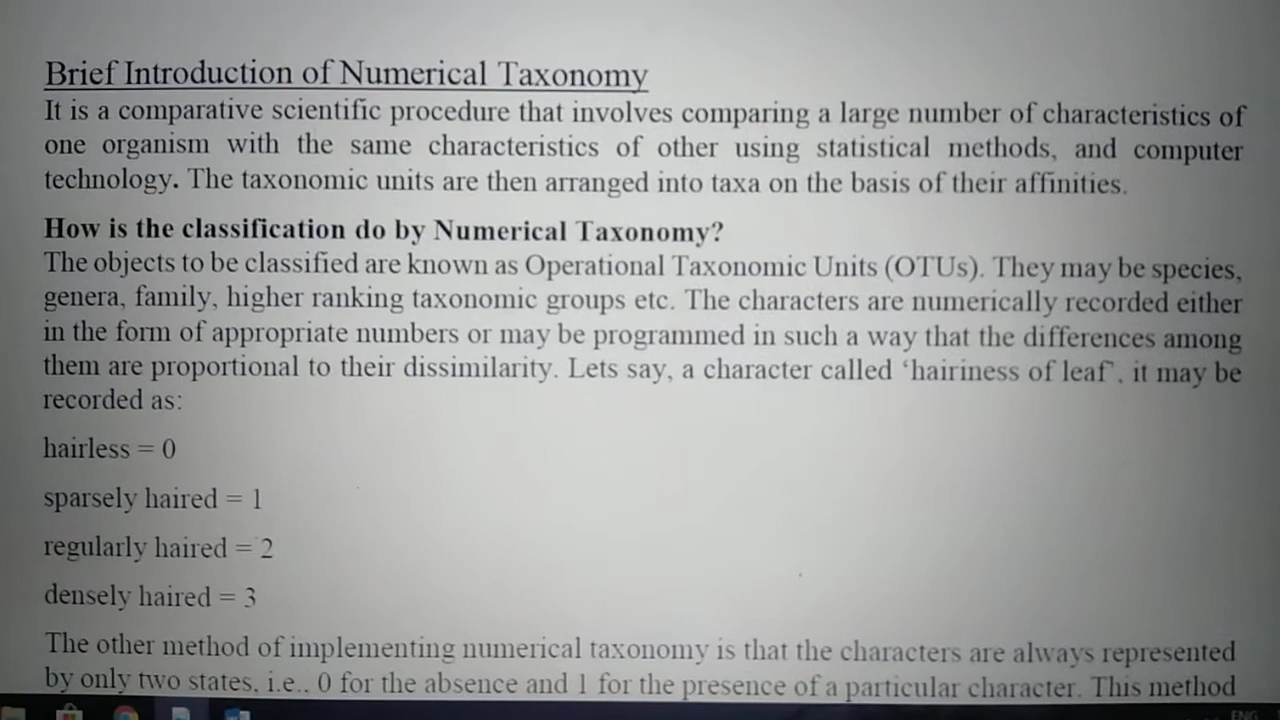 Brief Introduction of Numerical Taxonomy
It is a comparative scientific procedure that involves comparing a large number of characteristics of
one organism with the same characteristics of other using statistical methods, and computer
technology. The taxonomic units are then arranged into taxa on the basis of their affinities.
How is the classification do by Numerical Taxonomy?
The objects to be classified are known as Operational Taxonomic Units (OTUs). They may be species,
genera, family, higher ranking taxonomic groups etc. The characters are numerically recorded either
in the form of appropriate numbers or may be programmed in such a way that the differences among
them are proportional to their dissimilarity. Lets say, a character called ‘hairiness of leaf’, it may be
recorded as:
hairless = 0
sparsely haired = 1
regularly haired = 2
densely haired = 3
The other method of implementing numerical taxonomy is that the characters are always represented
by only two states, i.e., 0 for the absence and 1 for the presence of a particular character. This method
ENG